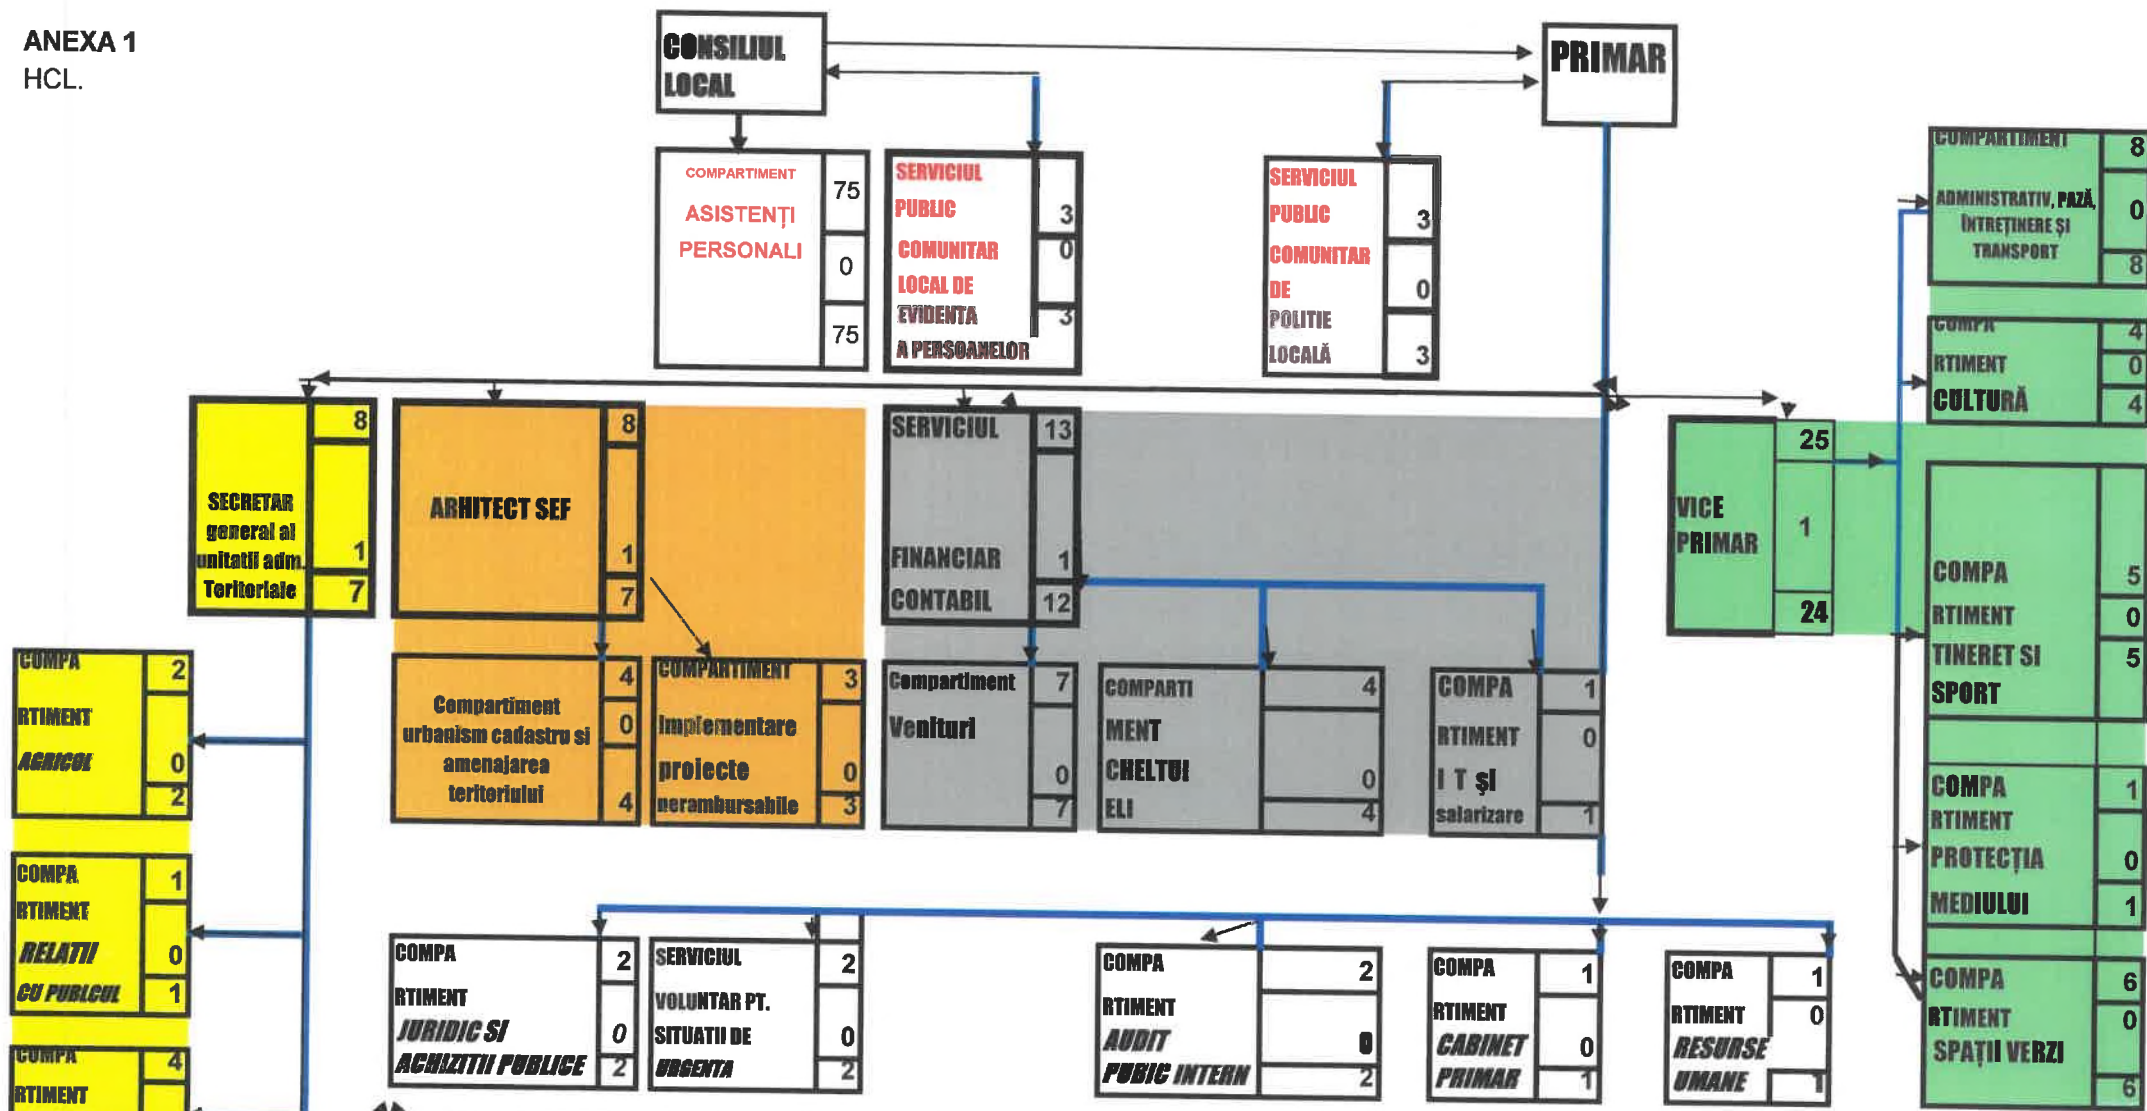 ANEXA 1
HCL.
CONSILIUL
LOCAL
PRIMAR
COMPARTIMENT
ASISTENȚI
PERSONALI
75
0
75
SERVICIUL
PUBLIC
COMUNITAR
LOCAL DE
EVIDENTA
A PERSOANELOR
3
0
3
SERVICIUL
PUBLIC
COMUNITAR
DE
POLITIE
LOCALĂ
3
0
3
COMPARTIMENT
ADMINISTRATIV, PAZĂ,
ÎNTREȚINERE ȘI
TRANSPORT
8
0
8
COMPA
RTIMENT
CULTURĂ
4
0
4
SECRETAR
general al
unitatii adm.
Teritoriale
8
1
7
ARHITECT SEF
8
1
7
SERVICIUL
FINANCIAR
CONTABIL
13
1
12
VICE
PRIMAR
25
1
24
COMPA
RTIMENT
TINERET SI
SPORT
5
0
5
COMPA
RTIMENT
AGRICOL
2
0
2
Compartiment
urbanism cadastru si
amenajarea
teritoriului
4
0
4
COMPARTIMENT
Implementare
proiecte
nerambursabile
3
0
3
Compartiment
Venituri
7
0
7
COMPARTI
MENT
CHELTUI
ELI
4
0
4
COMPA
RTIMENT
I T și
salarizare
1
0
1
COMPA
RTIMENT
PROTECȚIA
MEDIULUI
1
0
1
COMPA
RTIMENT
RELATII
CU PUBLCUL
1
0
1
COMPA
RTIMENT
JURIDIC SI
ACHIZITII PUBLICE
2
0
2
SERVICIUL
VOLUNTAR PT.
SITUATII DE
URGENTA
2
0
2
COMPA
RTIMENT
AUDIT
PUBIC INTERN
2
0
2
COMPA
RTIMENT
CABINET
PRIMAR
1
0
1
COMPA
RTIMENT
RESURSE
UMANE
1
0
1
COMPA
RTIMENT
SPAȚII VERZI
6
0
6
COMPA
RTIMENT
4